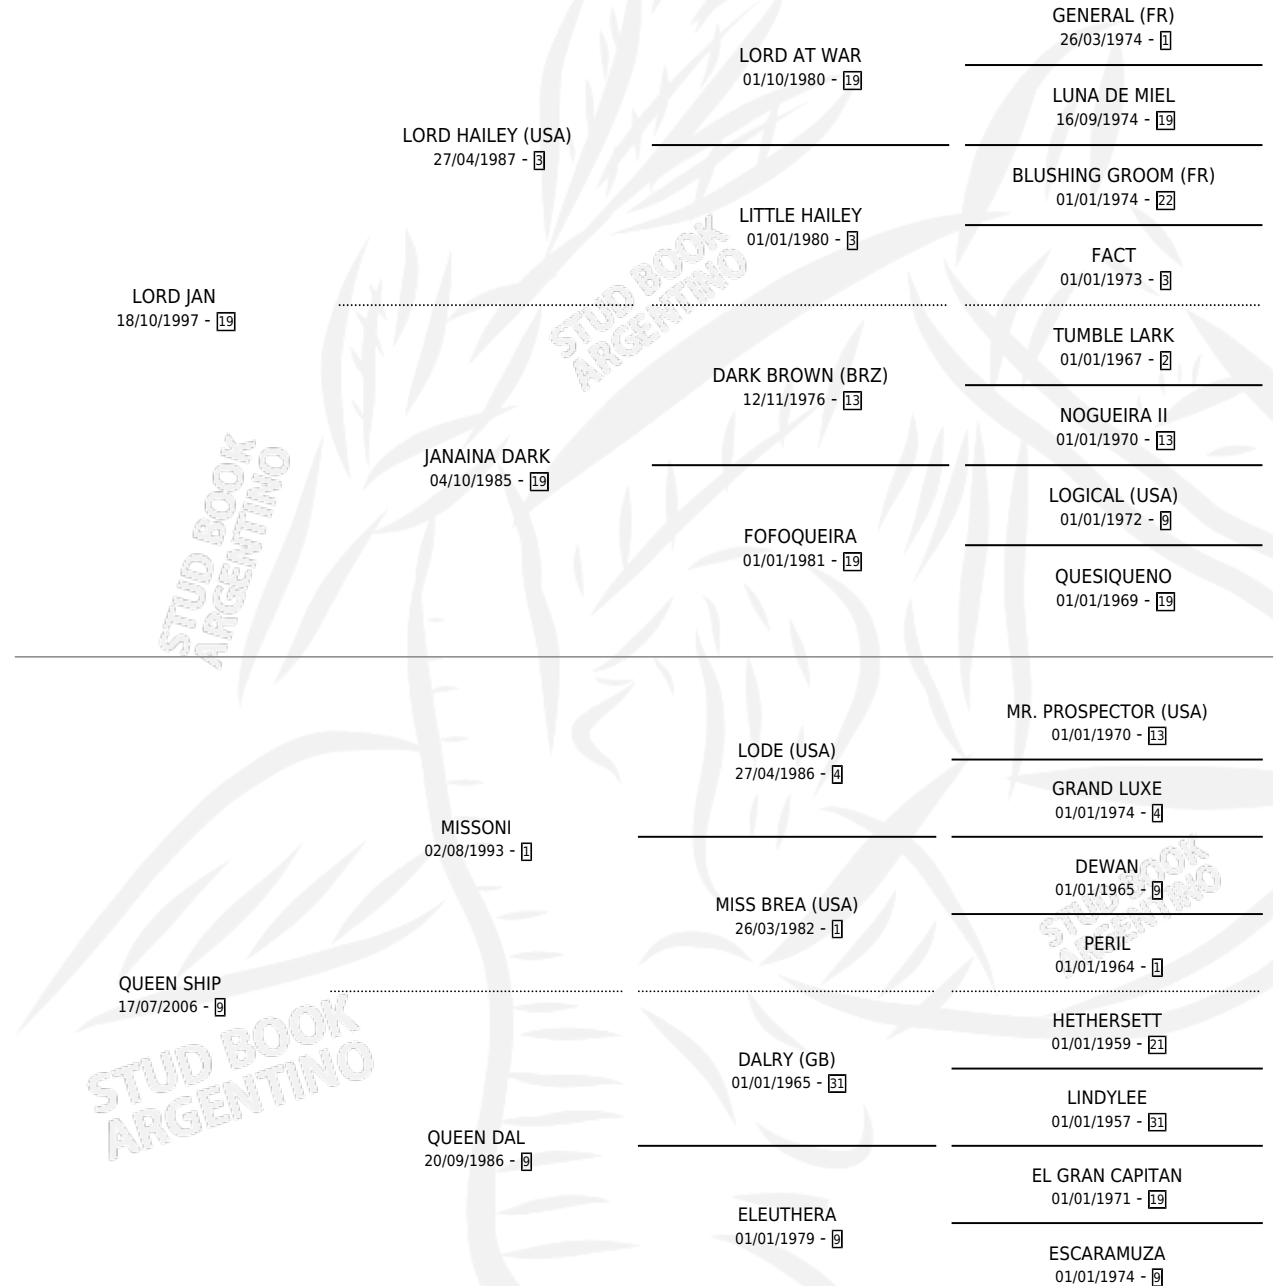 GENERAL (FR)
26/03/1974 - 1
LORD AT WAR
01/10/1980 - 19
LUNA DE MIEL
16/09/1974 - 19
LORD HAILEY (USA)
27/04/1987 - 3
BLUSHING GROOM (FR)
01/01/1974 - 22
LITTLE HAILEY
01/01/1980 - 3
FACT
01/01/1973 - 3
LORD JAN
18/10/1997 - 19
STUD BOOK
ARGENTINO
TUMBLE LARK
01/01/1967 - 2
DARK BROWN (BRZ)
12/11/1976 - 13
NOGUEIRA II
01/01/1970 - 13
JANAINA DARK
04/10/1985 - 19
STUD BOOK
ARGENTINO
LOGICAL (USA)
01/01/1972 - 9
FOFOQUEIRA
01/01/1981 - 19
QUESIQUENO
01/01/1969 - 19
MR. PROSPECTOR (USA)
01/01/1970 - 13
LODE (USA)
27/04/1986 - 4
GRAND LUXE
01/01/1974 - 4
MISSONI
02/08/1993 - 1
DEWAN
01/01/1965 - 9
STUD BOOK
ARGENTINO
MISS BREA (USA)
26/03/1982 - 1
PERIL
01/01/1964 - 1
QUEEN SHIP
17/07/2006 - 9
STUD BOOK
ARGENTINO
HETHERSETT
01/01/1959 - 21
DALRY (GB)
01/01/1965 - 31
LINDYLEE
01/01/1957 - 31
QUEEN DAL
20/09/1986 - 9
EL GRAN CAPITAN
01/01/1971 - 19
ELEUTHERA
01/01/1979 - 9
ESCARAMUZA
01/01/1974 - 9